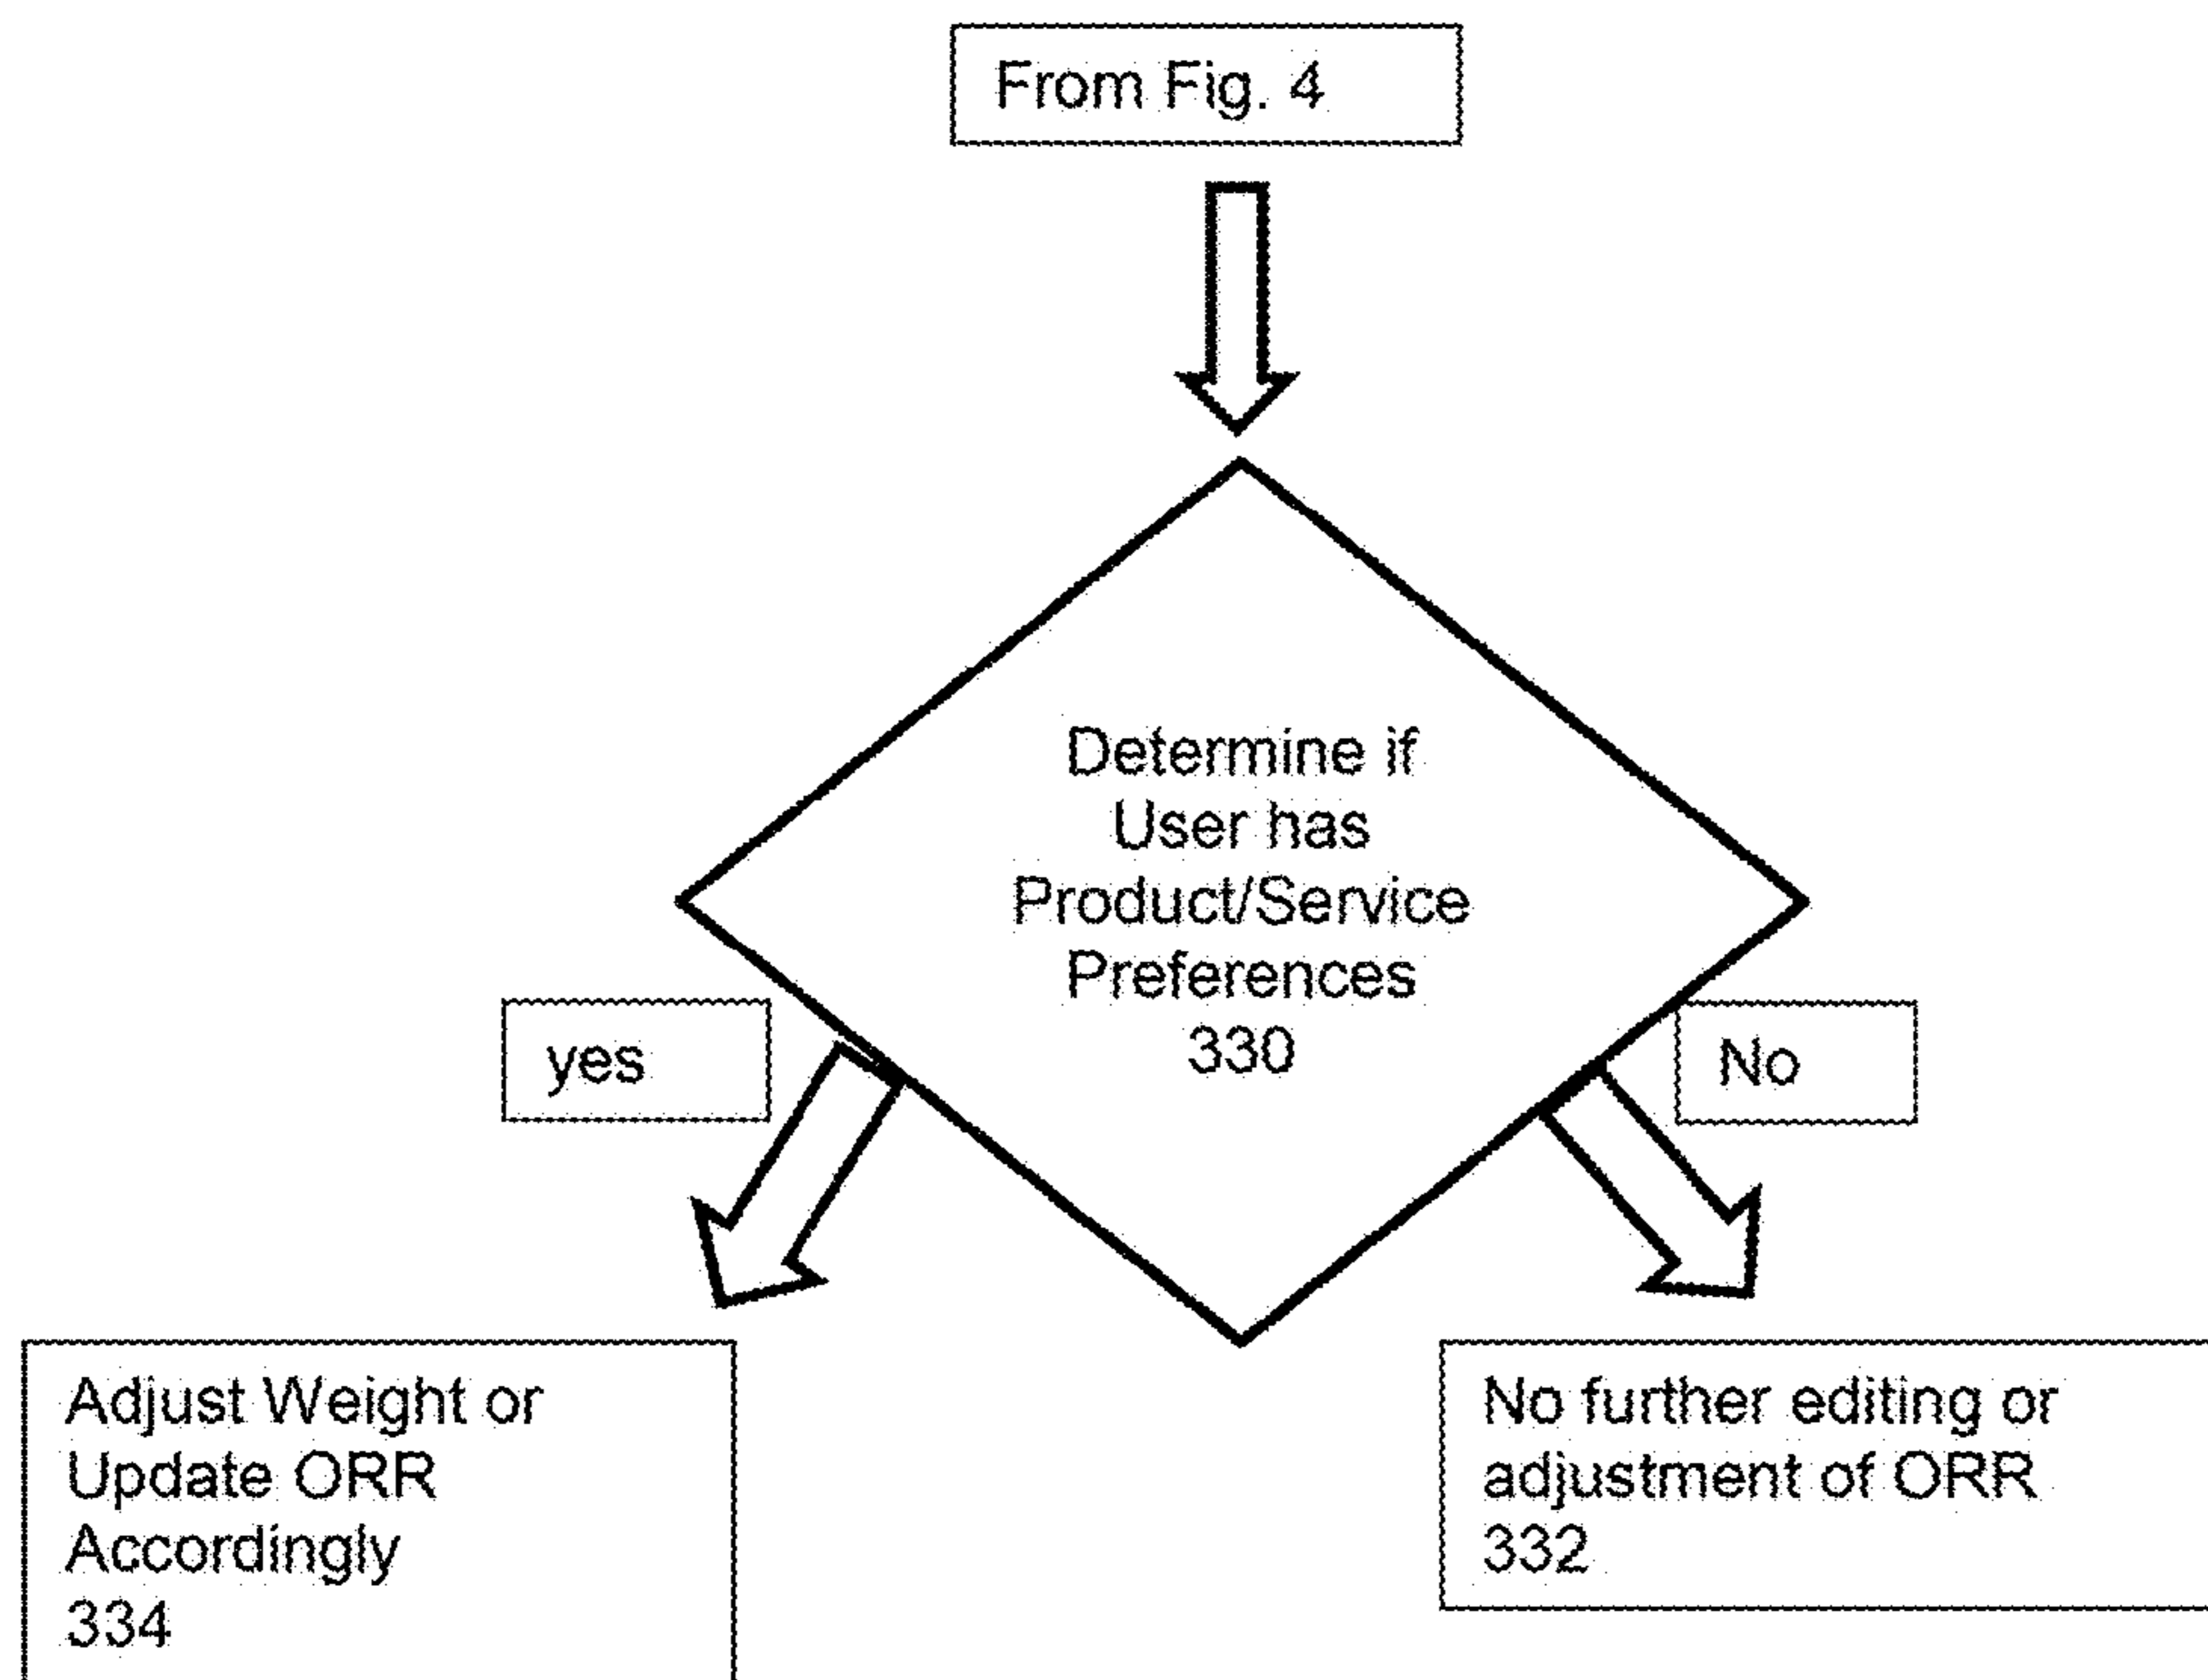 From Fig. 4
Determine if
User has
Product/Service
Preferences
330
yes
No
Adjust Weight or
Update ORR
Accordingly
334
No further editing or
adjustment of ORR
332